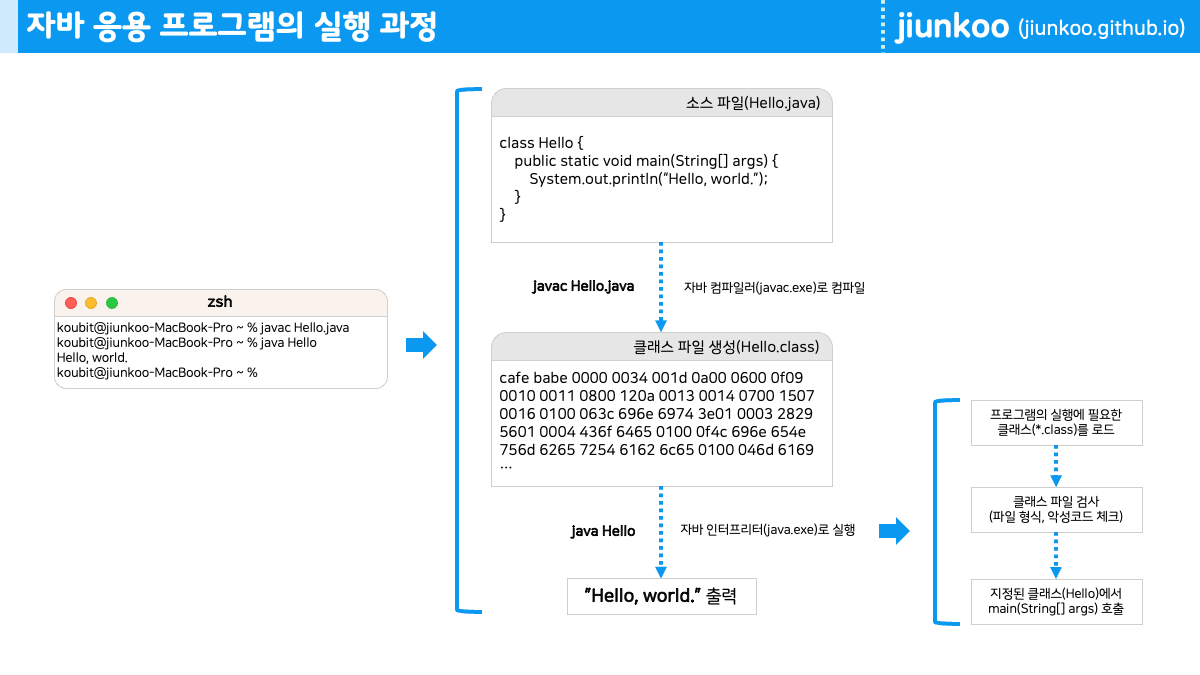 자바 응용 프로그램의 실행 과정
jiunkoo (jiunkoo.github.io)
zsh
koubit@jiunkoo-MacBook-Pro ~ % javac Hello.java
koubit@jiunkoo-MacBook-Pro ~ % java Hello
Hello, world.
koubit@jiunkoo-MacBook-Pro ~ %
소스 파일(Hello.java)
class Hello {
public static void main(String[] args) {
System.out.println(“Hello, world.”);
}
}
javac Hello.java
자바 컴파일러(javac.exe)로 컴파일
클래스 파일 생성(Hello.class)
cafe babe 0000 0034 001d 0a00 0600 0f09
0010 0011 0800 120a 0013 0014 0700 1507
0016 0100 063c 696e 6974 3e01 0003 2829
5601 0004 436f 6465 0100 0f4c 696e 654e
756d 6265 7254 6162 6c65 0100 046d 6169
...
java Hello
자바 인터프리터(java.exe)로 실행
“Hello, world.” 출력
프로그램의 실행에 필요한
클래스(*.class)를 로드
클래스 파일 검사
(파일 형식, 악성코드 체크)
지정된 클래스(Hello)에서
main(String[] args) 호출